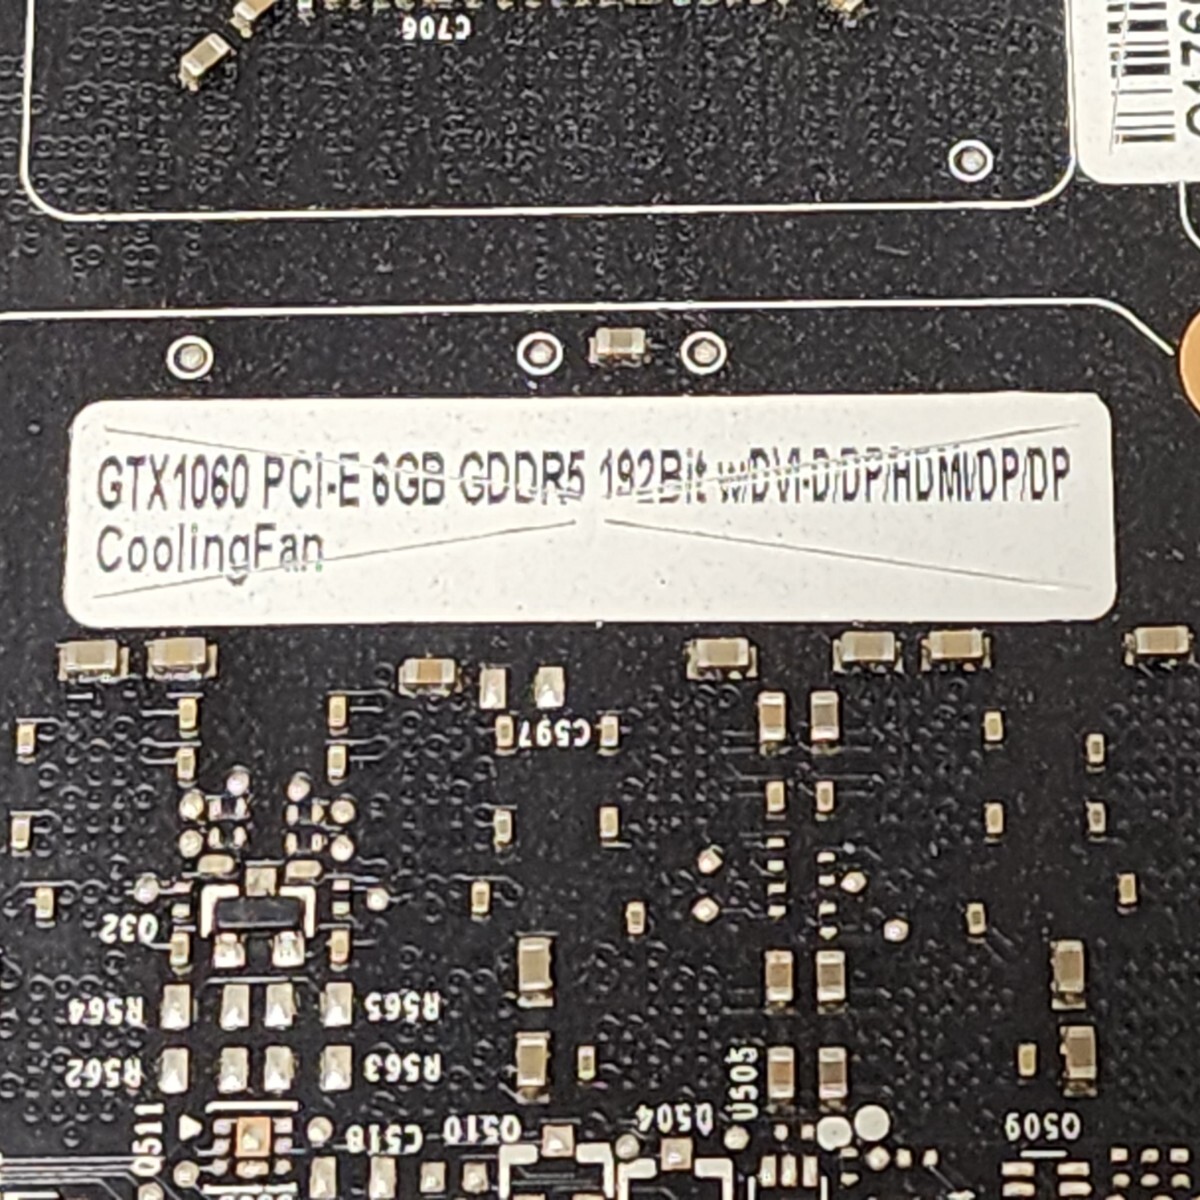 C706
GTX1060 PCI-E 6GB GDDR5 192Bit w/DVI-D/DP/HDMI/DP/DP
CoolingFan
C597
Q32
R564
R565
R562
R563
U505
Q511
C518
Q510
Q504
Q509